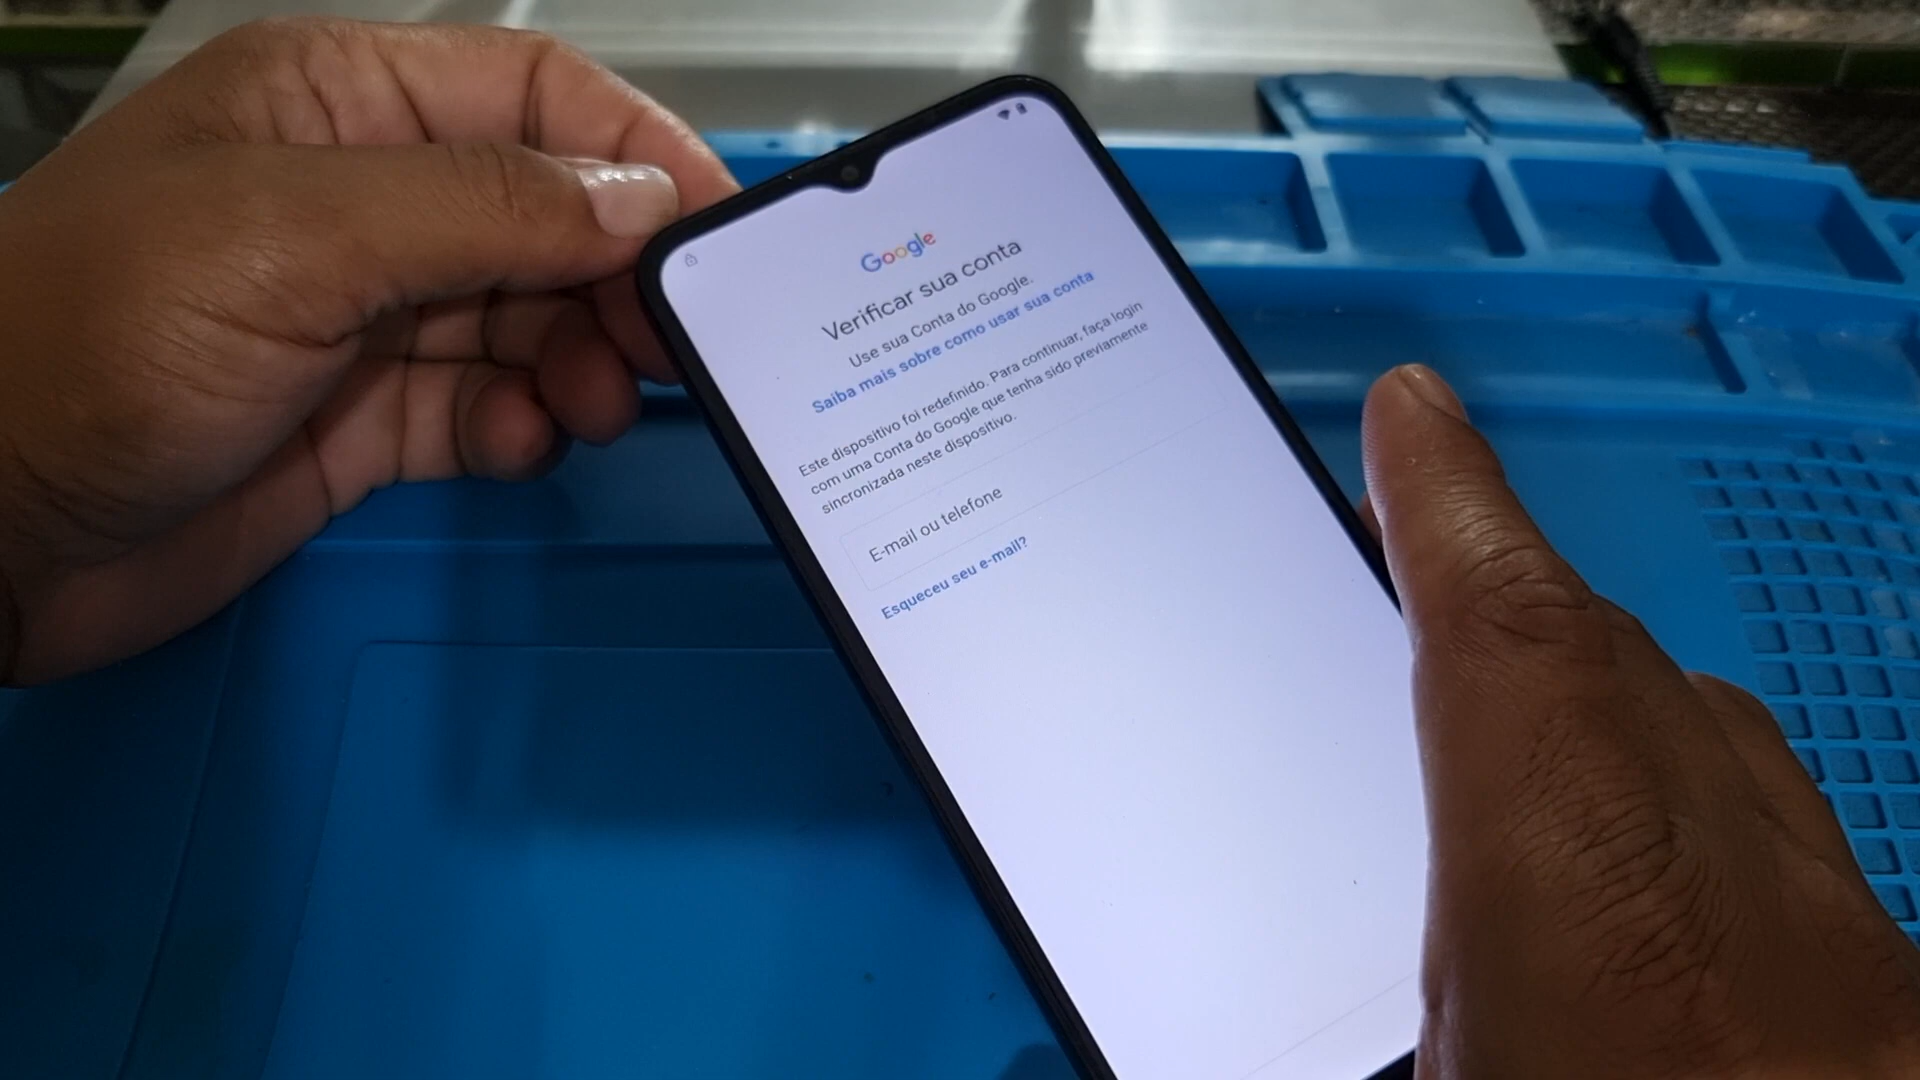 Google
Verificar sua conta
Use sua Conta do Google.
Saiba mais sobre como usar sua conta
Este dispositivo foi redefinido. Para continuar, faça login
com uma Conta do Google que tenha sido previamente
sincronizada neste dispositivo.
E-mail ou telefone
Esqueceu seu e-mail?